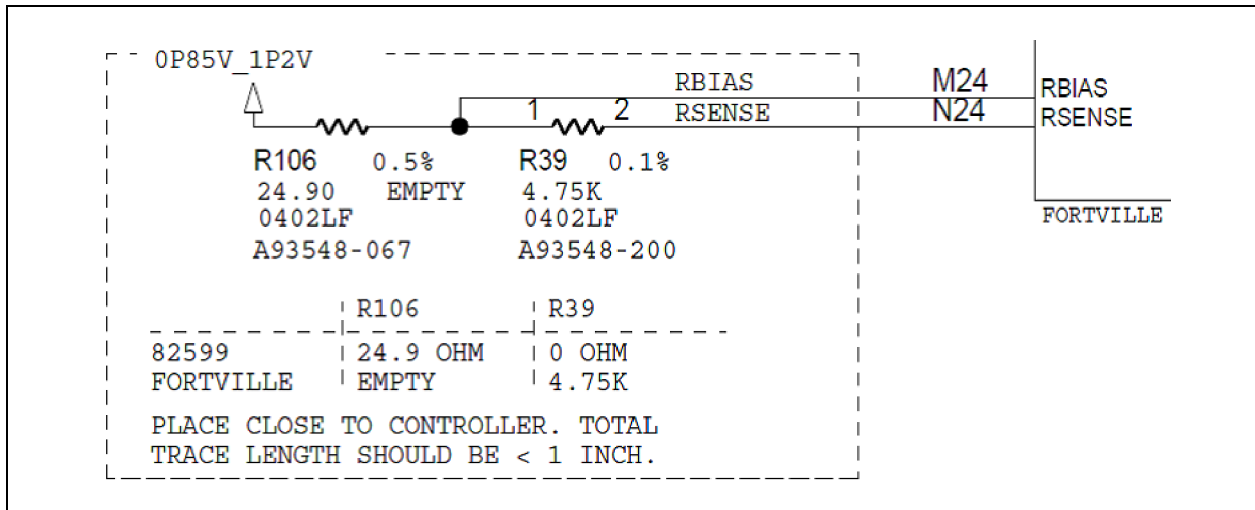 0P85V_1P2V
RBIAS M24 RBIAS
1 2 RSENSE N24 RSENSE
R106 0.5% R39 0.1%
24.90 EMPTY 4.75K
0402LF 0402LF FORTVILLE
A93548-067 A93548-200
R106 R39
82599 24.9 OHM 0 OHM
FORTVILLE EMPTY 4.75K
PLACE CLOSE TO CONTROLLER. TOTAL
TRACE LENGTH SHOULD BE < 1 INCH.